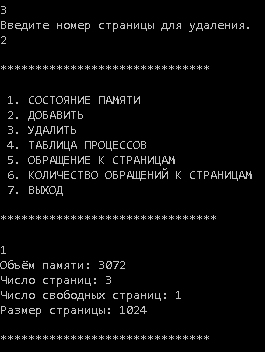 3
Введите номер страницы для удаления.
2
******************************
1. СОСТОЯНИЕ ПАМЯТИ
2. ДОБАВИТЬ
3. УДАЛИТЬ
4. ТАБЛИЦА ПРОЦЕССОВ
5. ОБРАЩЕНИЕ К СТРАНИЦАМ
6. КОЛИЧЕСТВО ОБРАЩЕНИЙ К СТРАНИЦАМ
7. ВЫХОД
*******************************
1
Объём памяти: 3072
Число страниц: 3
Число свободных страниц: 1
Размер страницы: 1024
******************************